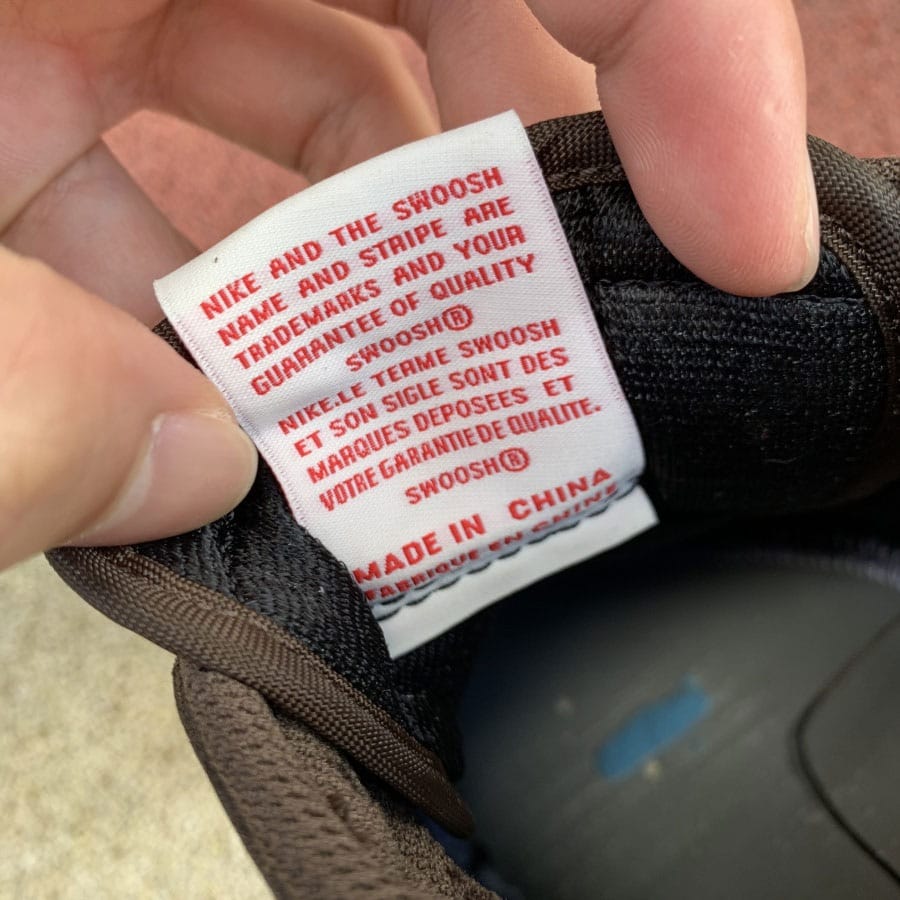 NIKE AND THE SWOOSH
NAME AND STRIPE ARE
TRADEMARKS AND YOUR
GUARANTEE OF QUALITY
SWOOSH®
NIKE.LE TERME SWOOSH
ET SON SIGLE SONT DES
MARQUES DEPOSEES ET
VOTRE GARANTIE DE QUALITE.
SWOOSH®
MADE IN CHINA
FABRIQUE EN CHINE